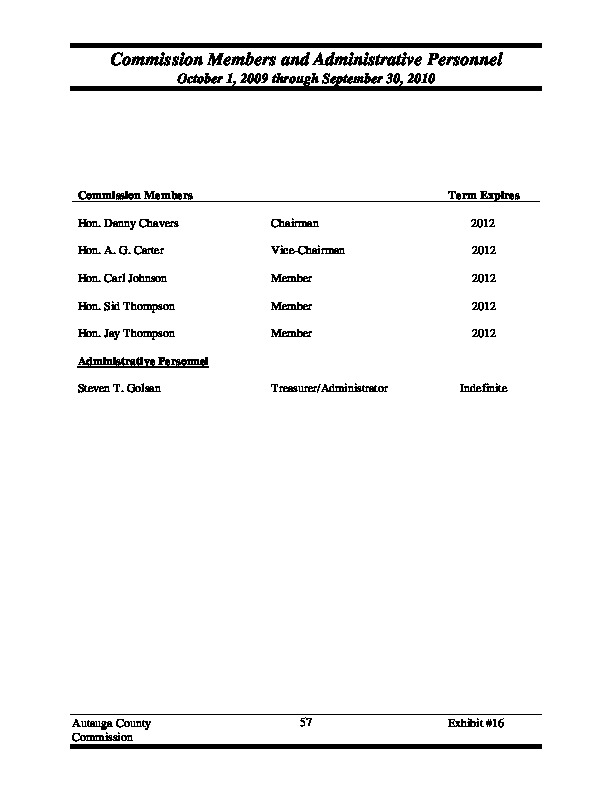 Commission Members and Administrative Personnel
October 1, 2009 through September 30, 2010
Commission Members Term Expires
Hon. Danny Chavers Chairman 2012
Hon. A. G. Carter Vice-Chairman 2012
Hon. Carl Johnson Member 2012
Hon. Sid Thompson Member 2012
Hon. Jay Thompson Member 2012
Administrative Personnel
Steven T. Golsan Treasurer/Administrator Indefinite
Autauga County 57 Exhibit #16
Commission